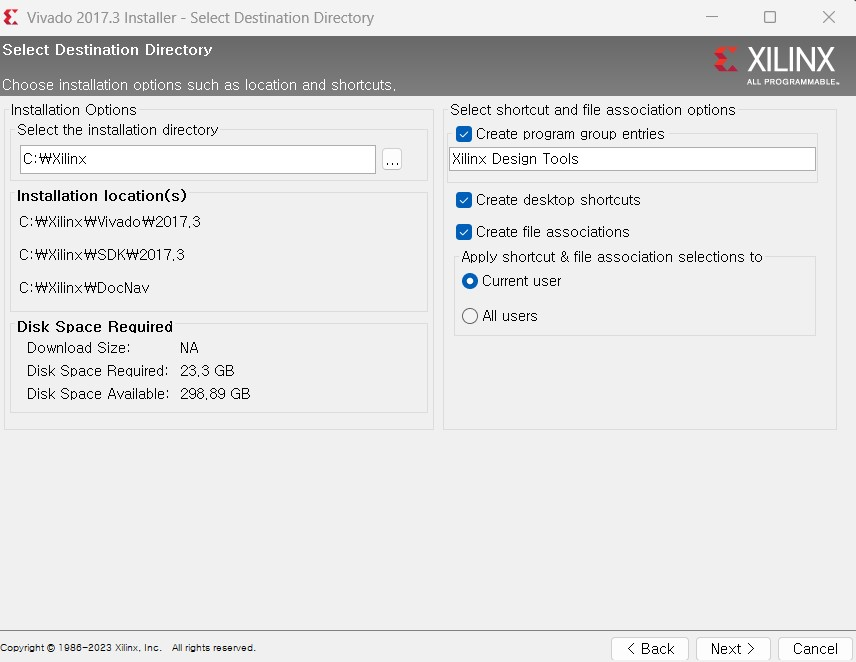 Vivado 2017.3 Installer - Select Destination Directory
Select Destination Directory
XILINX
ALL PROGRAMMABLE™
Choose installation options such as location and shortcuts.
Installation Options
Select the installation directory
C:₩Xilinx
...
Installation location(s)
C:₩Xilinx₩Vivado₩2017.3
C:₩Xilinx₩SDK₩2017.3
C:₩Xilinx₩DocNav
Disk Space Required
Download Size: NA
Disk Space Required: 23.3 GB
Disk Space Available: 298.89 GB
Select shortcut and file association options
Create program group entries
Xilinx Design Tools
Create desktop shortcuts
Create file associations
Apply shortcut & file association selections to
Current user
All users
Copyright © 1986-2023 Xilinx, Inc. All rights reserved.
< Back
Next >
Cancel